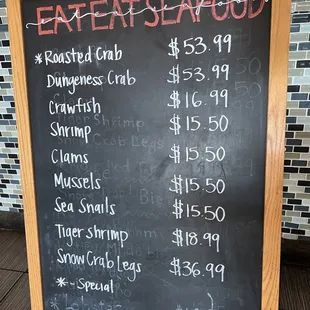 EAT EAT SEAFOOD
*Roasted Crab $53.99
Dungeness Crab $53.99
Crawfish $16.99
Shrimp $15.50
Clams $15.50
Mussels $15.50
Sea Snails $15.50
Tiger shrimp $18.99
Snow Crab Legs $36.99
*-Special